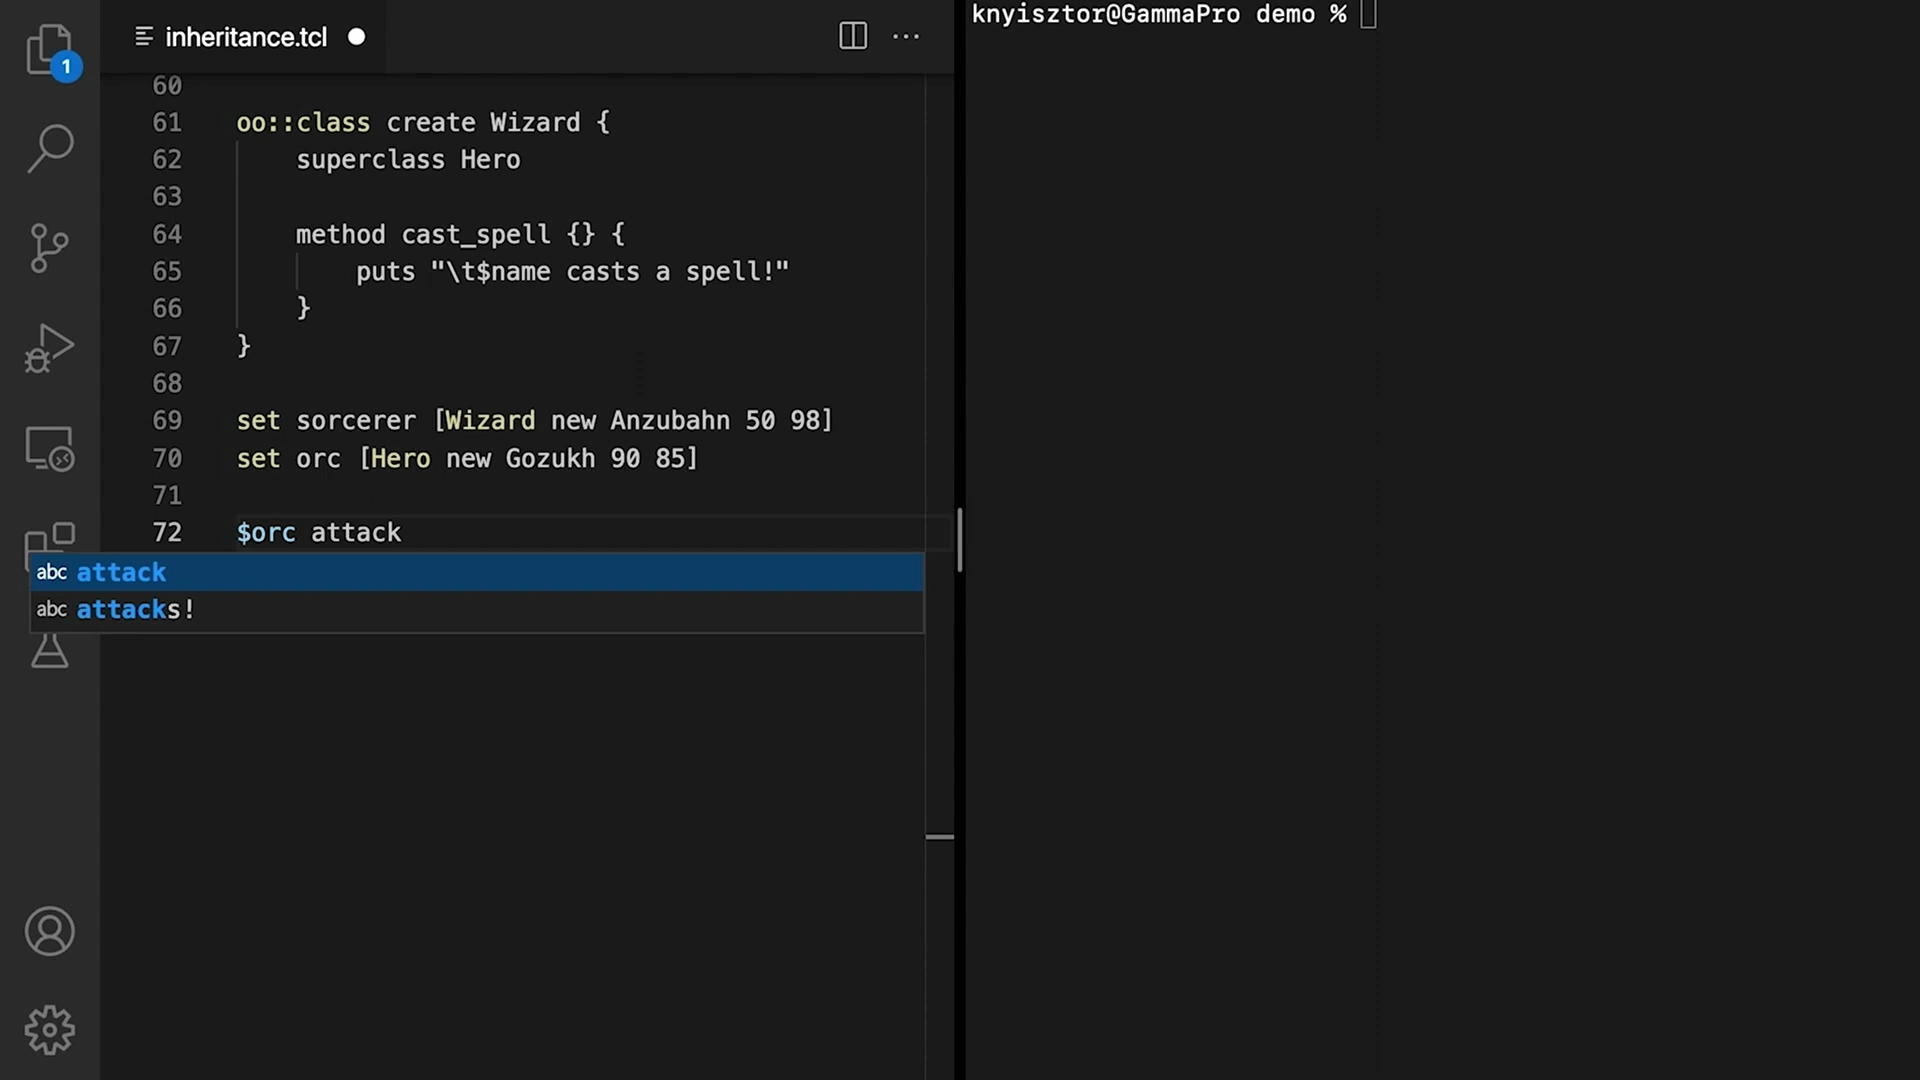 inheritance.tcl
knyisztor@GammaPro demo %
1
60
61 oo::class create Wizard {
62 superclass Hero
63
64 method cast_spell {} {
65 puts "\t$name casts a spell!"
66 }
67 }
68
69 set sorcerer [Wizard new Anzubahn 50 98]
70 set orc [Hero new Gozukh 90 85]
71
72 $orc attack
abc attack
abc attacks!